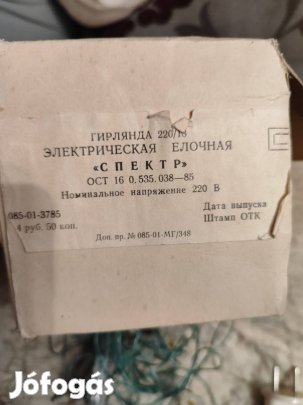 ГИРЛЯНДА 220/18
ЭЛЕКТРИЧЕСКАЯ ЕЛОЧНАЯ
«СПЕКТР»
ОСТ 16 0.535.038—85
Номинальное напряжение 220 В
085-01-3785
4 руб. 50 коп.
Дата выпуска
Штамп ОТК
Доп. пр. № 085-01-МГ/348
Jófogás